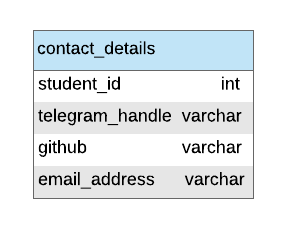 contact_details
student_id int
telegram_handle varchar
github varchar
email_address varchar